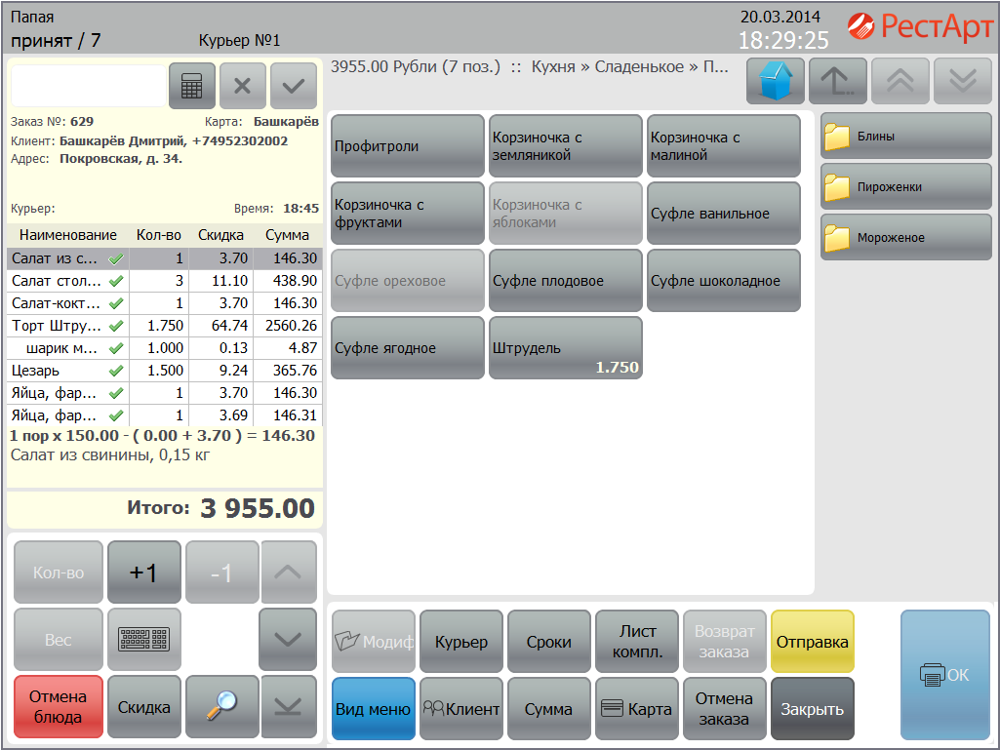 Папая
принят / 7
Курьер №1
20.03.2014
18:29:25
РестАрт
3955.00 Рубли (7 поз.) :: Кухня » Сладенькое » П...
Заказ №: 629 Карта: Башкарёв
Клиент: Башкарёв Дмитрий, +74952302002
Адрес: Покровская, д. 34.
Курьер: Время: 18:45
Наименование Кол-во Скидка Сумма
Салат из с... 1 3.70 146.30
Салат стол... 3 11.10 438.90
Салат-кокт... 1 3.70 146.30
Торт Штру... 1.750 64.74 2560.26
шарик м... 1.000 0.13 4.87
Цезарь 1.500 9.24 365.76
Яйца, фар... 1 3.70 146.30
Яйца, фар... 1 3.69 146.31
1 пор x 150.00 - ( 0.00 + 3.70 ) = 146.30
Салат из свинины, 0,15 кг
Итого: 3 955.00
Профитроли
Корзиночка с
земляникой
Корзиночка с
малиной
Корзиночка с
фруктами
Корзиночка с
яблоками
Суфле ванильное
Суфле ореховое
Суфле плодовое
Суфле шоколадное
Суфле ягодное
Штрудель
1.750
Блины
Пироженки
Мороженое
Кол-во
+1
-1
Вес
Отмена
блюда
Скидка
Модиф
Курьер
Сроки
Лист
компл.
Возврат
заказа
Отправка
Вид меню
Клиент
Сумма
Карта
Отмена
заказа
Закрыть
ОК